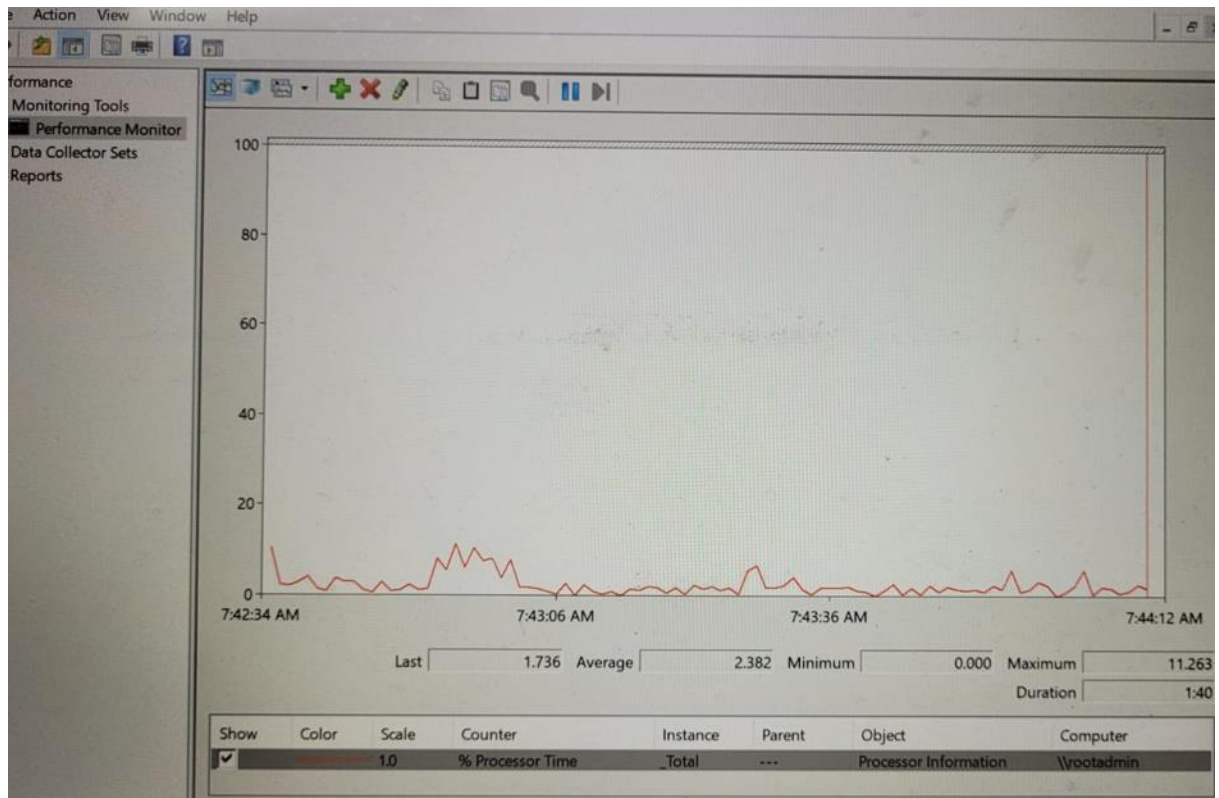 Action View Window Help
formance
Monitoring Tools
Performance Monitor
Data Collector Sets
Reports
100
80
60
40
20
0
7:42:34 AM 7:43:06 AM 7:43:36 AM 7:44:12 AM
Last 1.736 Average 2.382 Minimum 0.000 Maximum 11.263
Duration 1:40
Show Color Scale Counter Instance Parent Object Computer
1.0 % Processor Time _Total --- Processor Information \\rootadmin